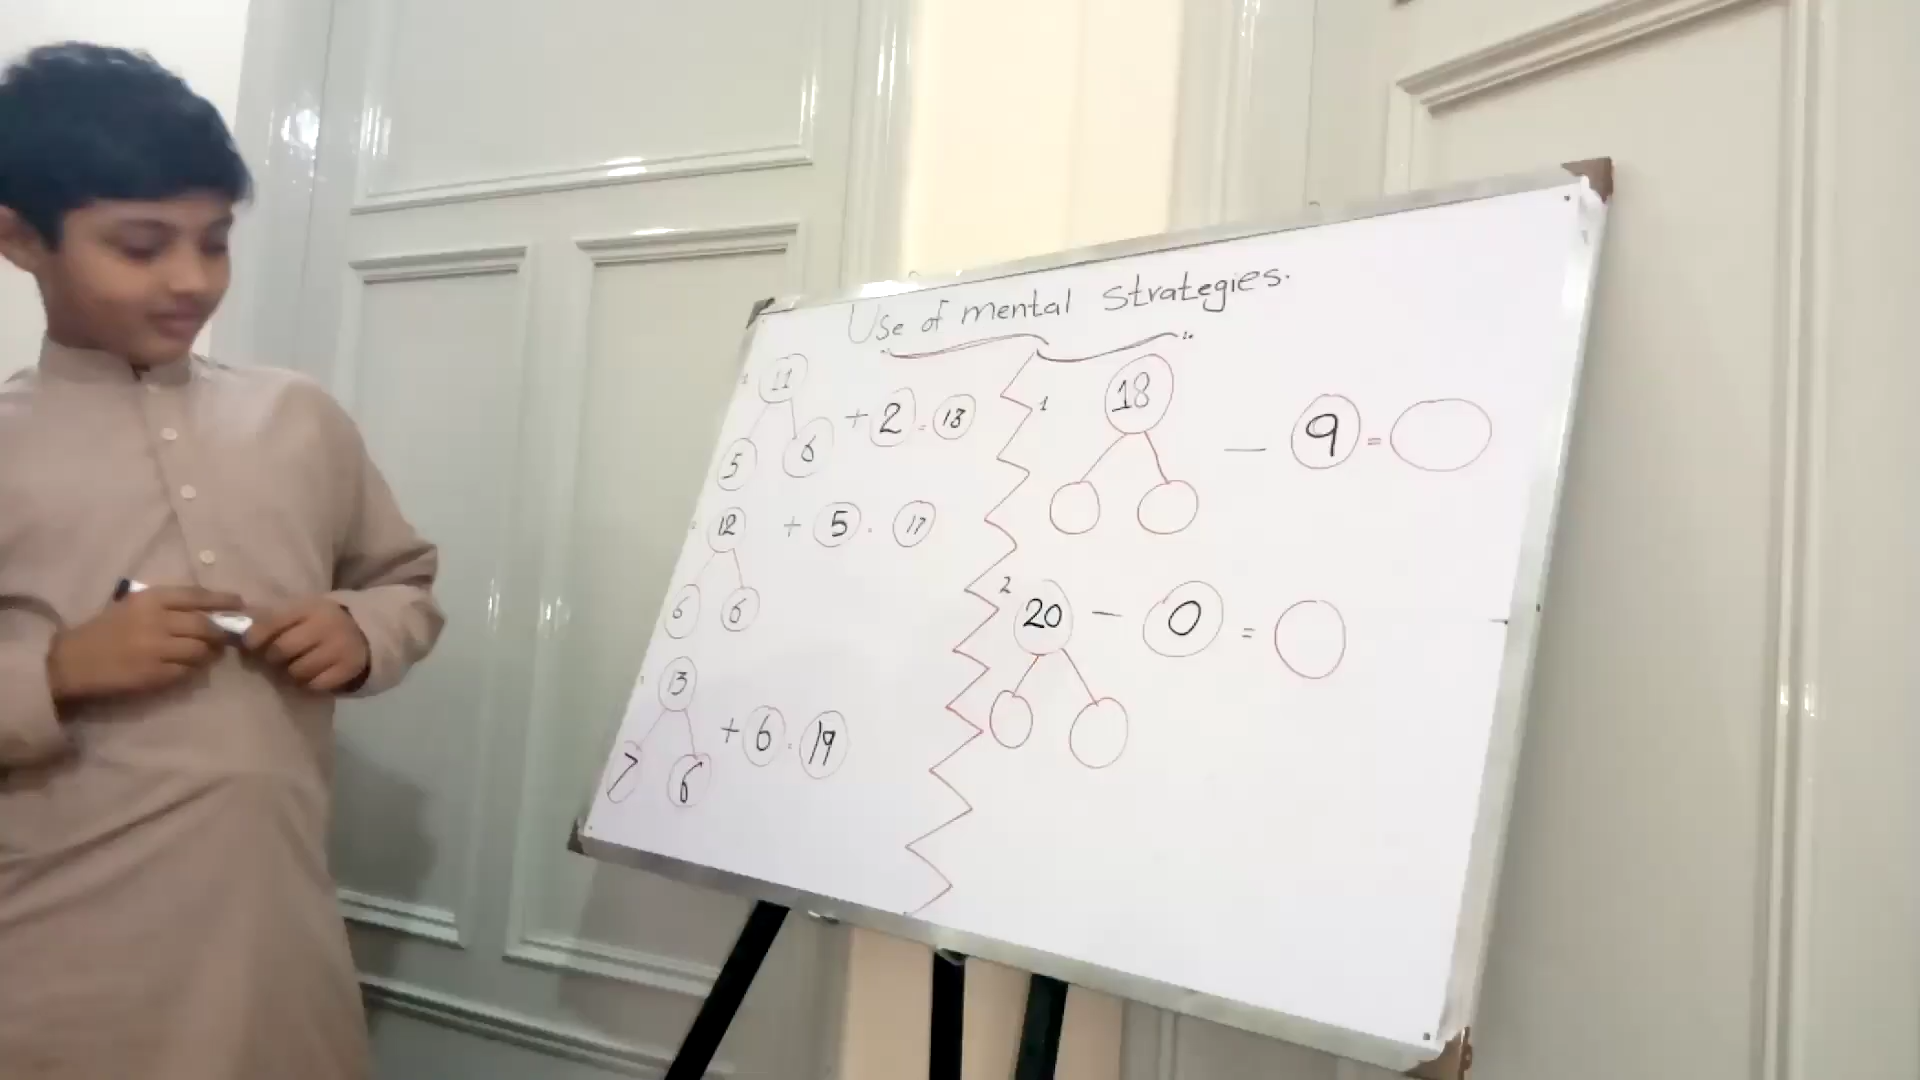 Use of mental strategies.
1 11 + 2 = 13
5 6
12 + 5 = 17
6 6
13 + 6 = 19
7 6
1 18 - 9 =
2 20 - 0 =